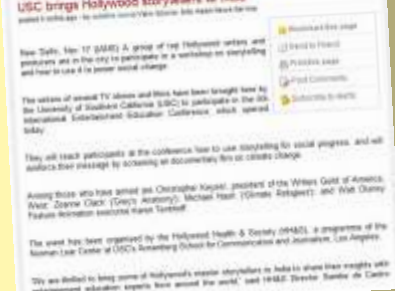 USC brings Hollywood storytellers to
New Delhi, Nov 17 (IANS) A group of top Hollywood writers and
producers are in the city to participate in a workshop on storytelling
and how to use it to power social change.
The writers of several TV shows and films have been brought here by
the University of Southern California (USC) to participate in the 5th
International Entertainment Education Conference, which opened
today.
They will teach participants at the conference how to use storytelling for social progress, and will
reinforce their message by screening an documentary film on climate change.
Among those who have arrived are Christopher Keyser, president of the Writers Guild of America,
West; Zoanne Clack (Grey's Anatomy); Michael Nash (Climate Refugees); and Walt Disney
Feature Animation executive Karen
The event has been organised by the Hollywood Health & Society (HH&S), a programme of the
Norman Lear Center at USC's Annenberg School for Communication and Journalism, Los Angeles.
"We are thrilled to bring some of Hollywood's master storytellers to India to share their insights with
entertainment education experts from around the world," said HH&S Director Sandra de Castro
Bookmark this page
Send to friend
Printable page
Post Comments
Subscribe to alerts